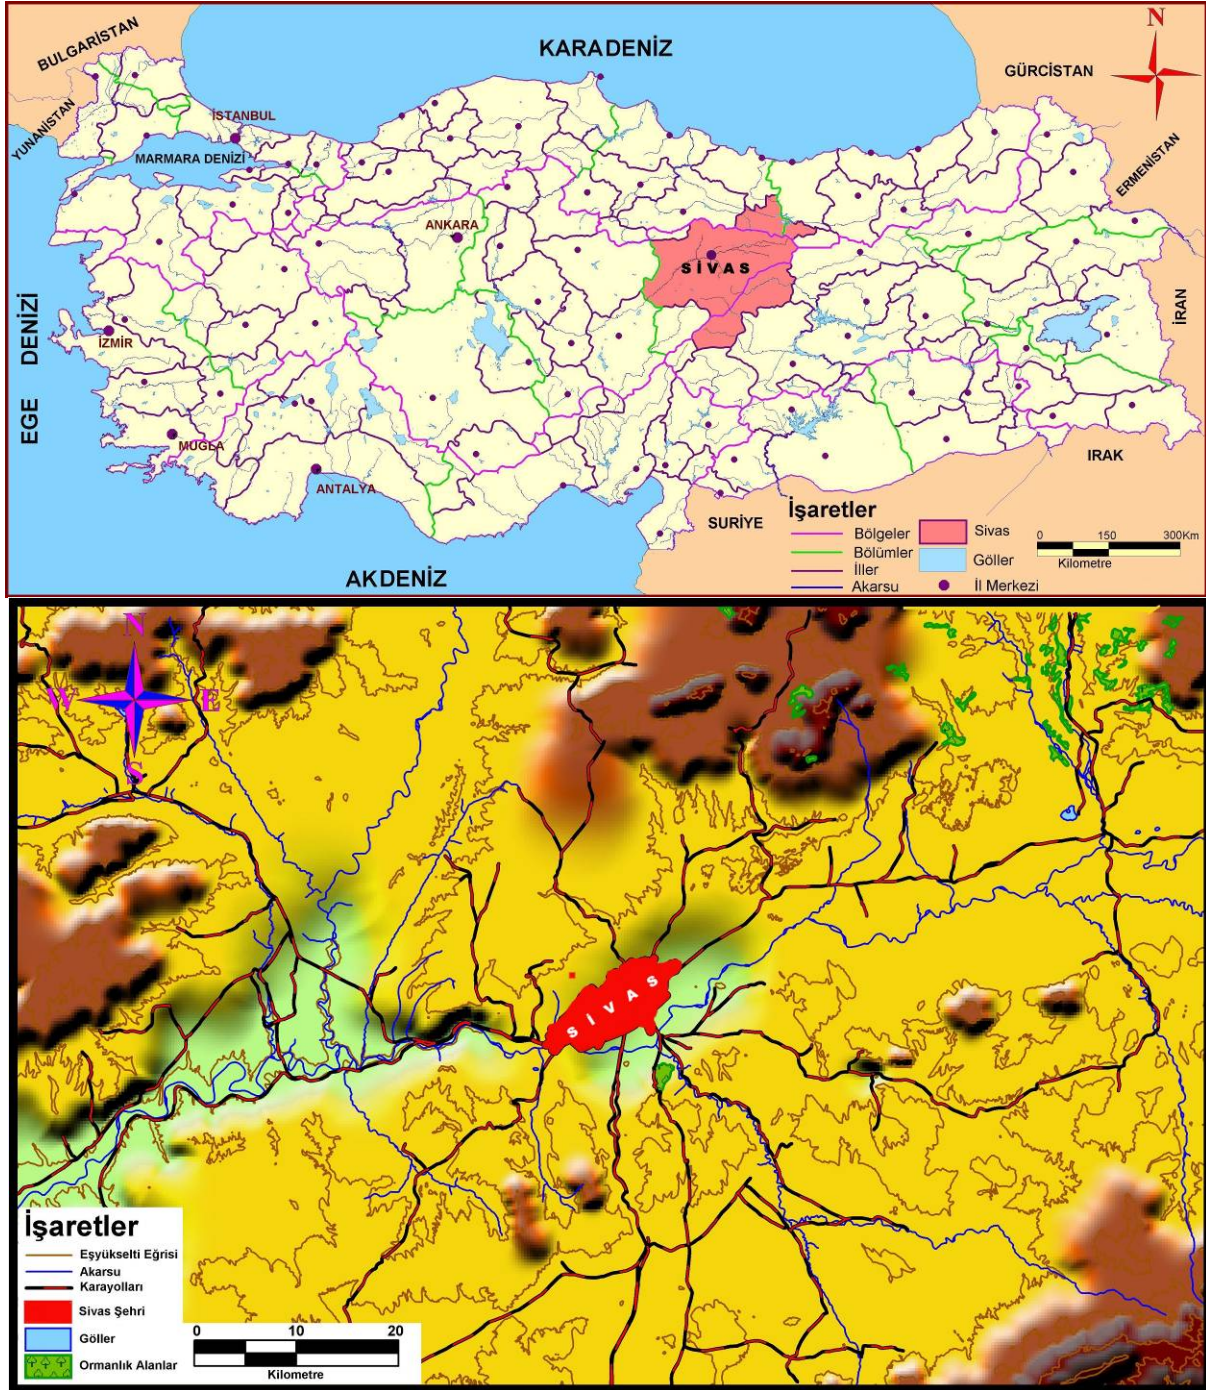 BULGARİSTAN
KARADENİZ
N
GÜRCİSTAN
YUNANİSTAN
İSTANBUL
MARMARA DENİZİ
ERMENİSTAN
ANKARA
SİVAS
İRAN
EGE DENİZİ
İZMİR
MUĞLA
ANTALYA
IRAK
SURİYE
AKDENİZ
İşaretler
Bölgeler
Sivas
Bölümler
Göller
İller
Akarsu
İl Merkezi
0 150 300Km
Kilometre
N
W E
S
SİVAS
İşaretler
Eşyükselti Eğrisi
Akarsu
Karayolları
Sivas Şehri
Göller
Ormanlık Alanlar
0 10 20
Kilometre